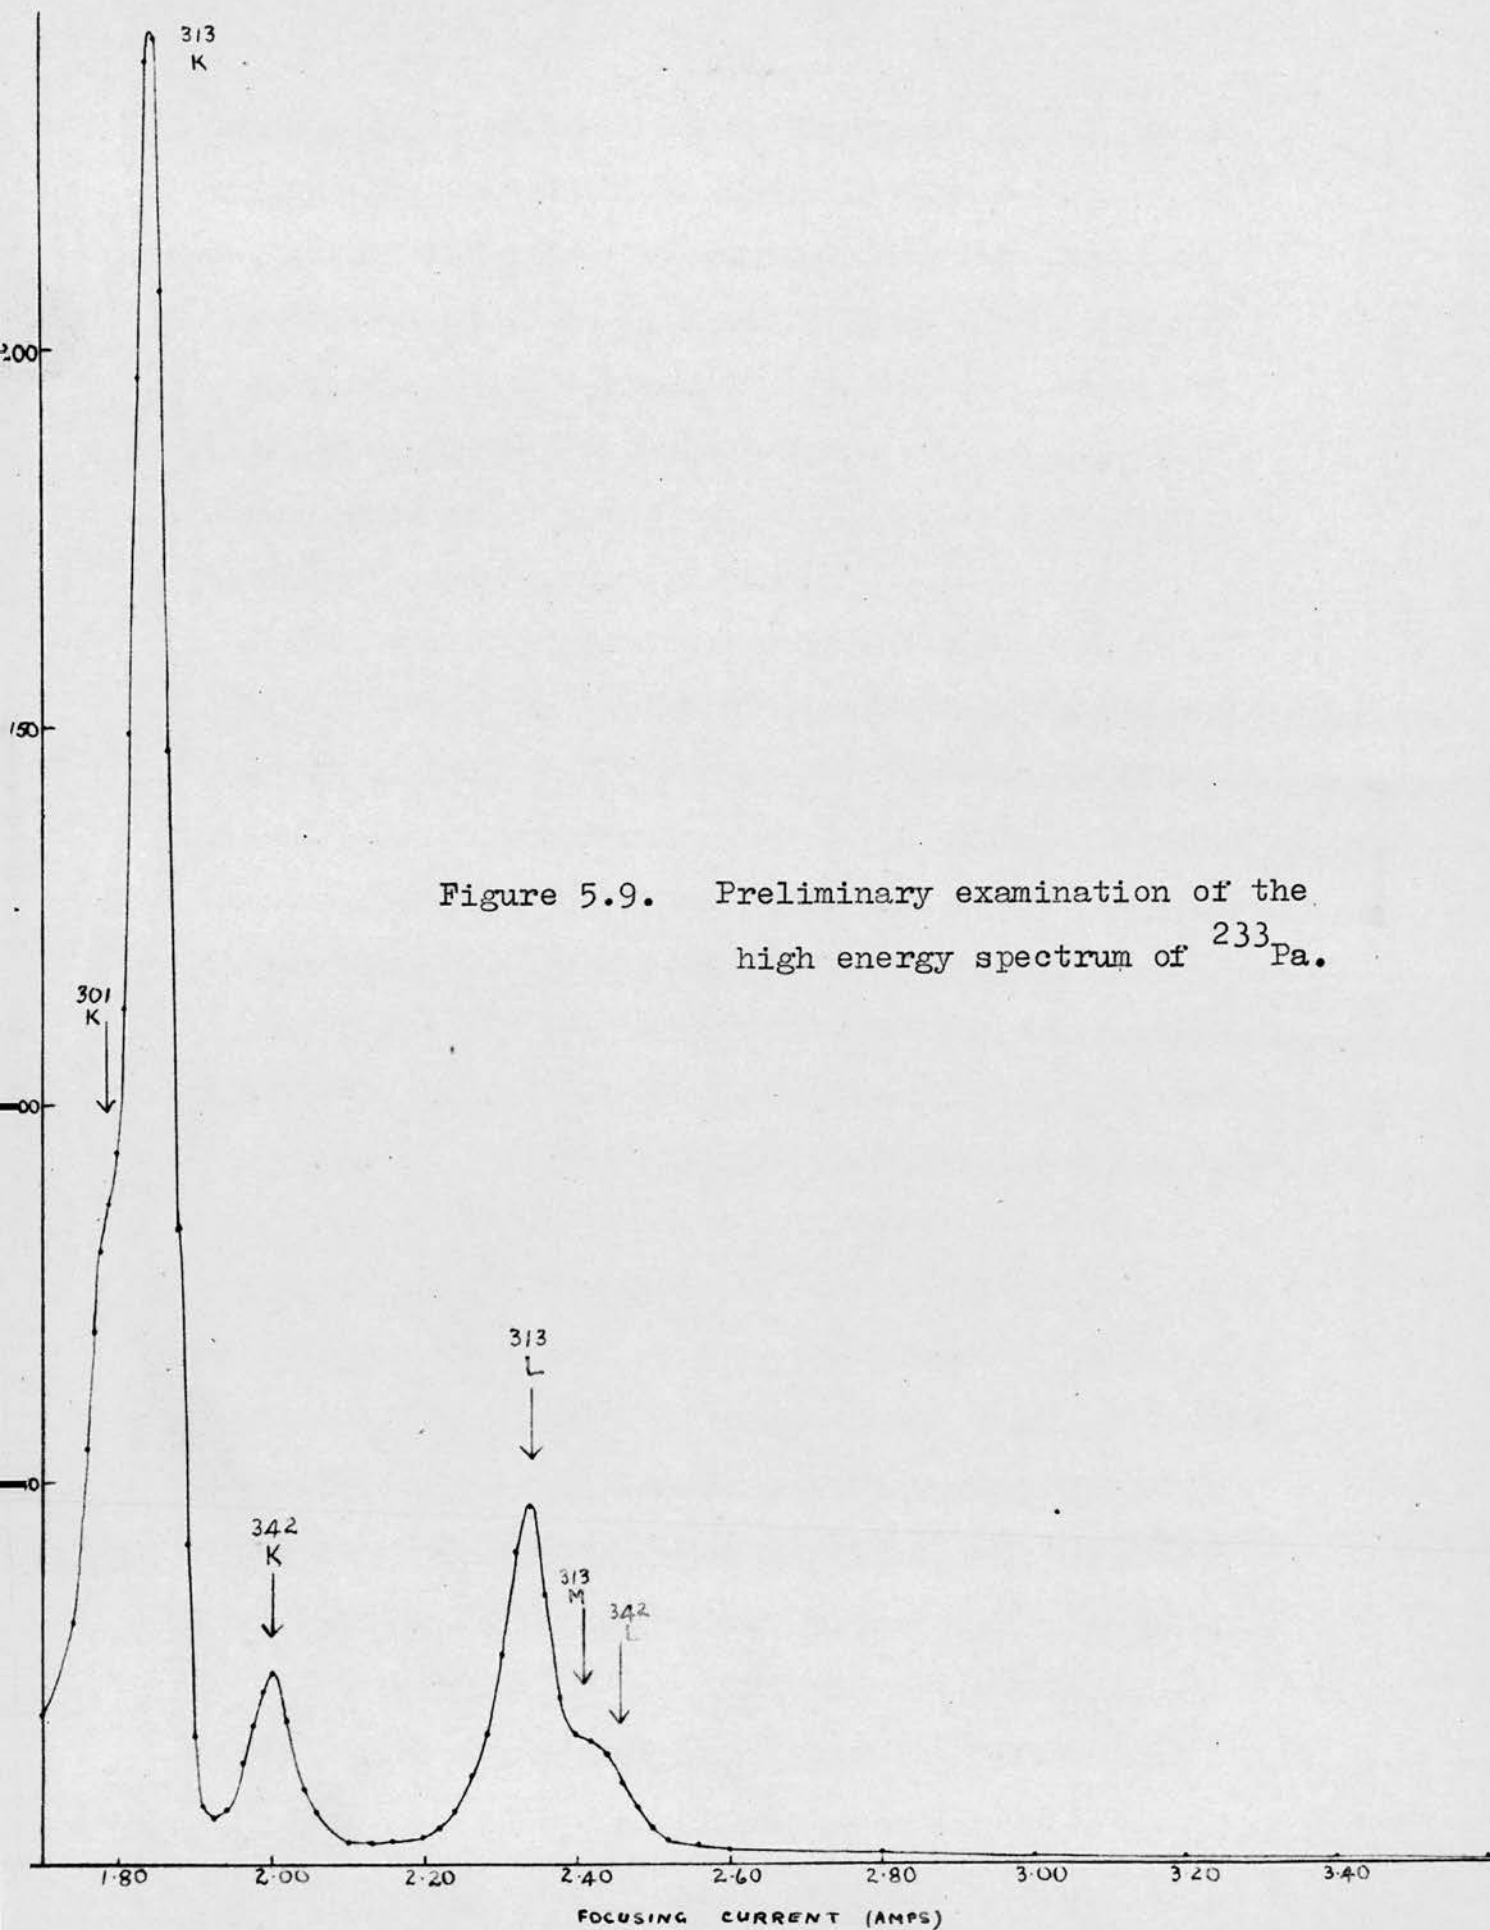 313
K
200
150
Figure 5.9. Preliminary examination of the
high energy spectrum of 233Pa.
301
K
00
313
L
0
342
K
313
M
342
L
1.80 2.00 2.20 2.40 2.60 2.80 3.00 3.20 3.40
FOCUSING CURRENT (AMPS)